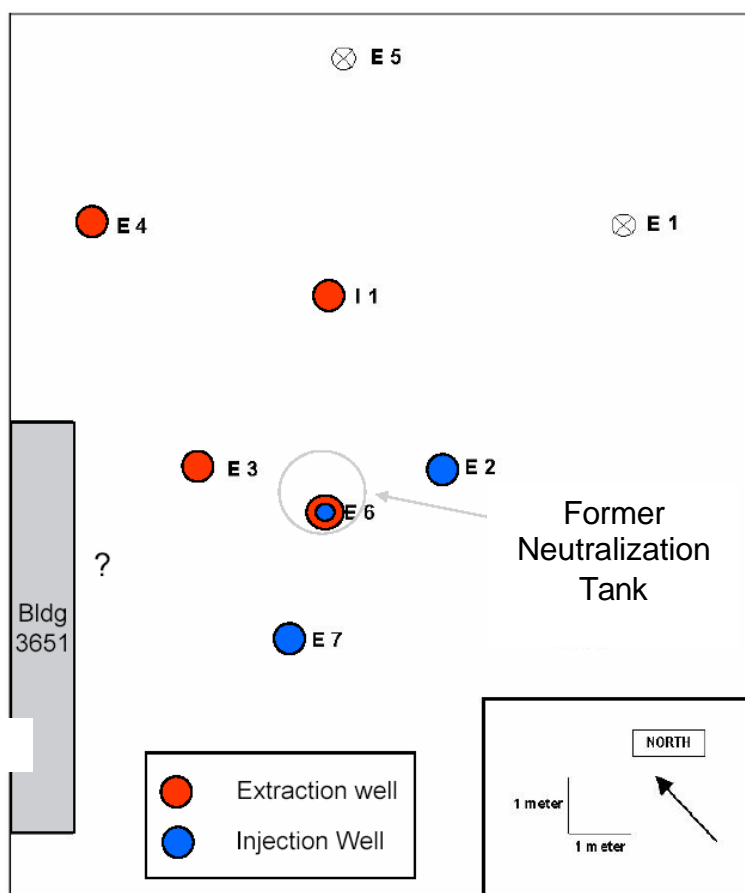 E 5
E 4
E 1
I 1
E 3
E 2
E 6
Former
Neutralization
Tank
?
Bldg
3651
E 7
NORTH
1 meter
1 meter
Extraction well
Injection Well